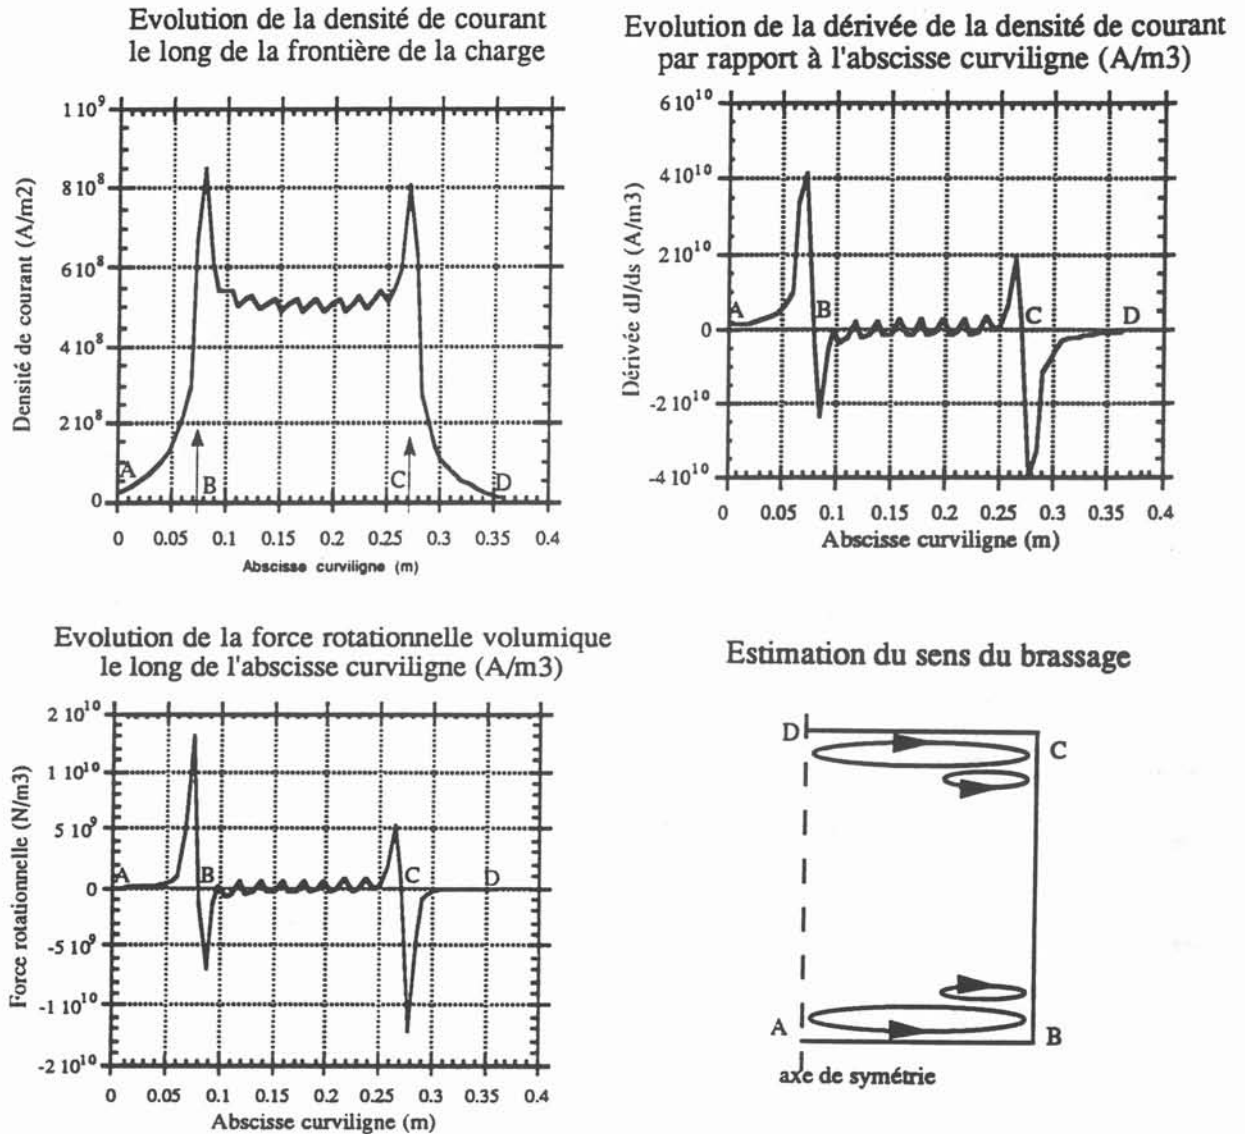 Evolution de la densité de courant
le long de la frontière de la charge
1 10⁹
8 10⁸
6 10⁸
4 10⁸
2 10⁸
0
Densité de courant (A/m2)
A
B
C
D
0 0.05 0.1 0.15 0.2 0.25 0.3 0.35 0.4
Abscisse curviligne (m)
Evolution de la dérivée de la densité de courant
par rapport à l'abscisse curviligne (A/m3)
6 10¹⁰
4 10¹⁰
2 10¹⁰
0
-2 10¹⁰
-4 10¹⁰
Dérivée dJ/ds (A/m3)
A
B
C
D
0 0.05 0.1 0.15 0.2 0.25 0.3 0.35 0.4
Abscisse curviligne (m)
Evolution de la force rotationnelle volumique
le long de l'abscisse curviligne (A/m3)
2 10¹⁰
1 10¹⁰
5 10⁹
0
-5 10⁹
-1 10¹⁰
-2 10¹⁰
Force rotationnelle (N/m3)
A
B
C
D
0 0.05 0.1 0.15 0.2 0.25 0.3 0.35 0.4
Abscisse curviligne (m)
Estimation du sens du brassage
D
C
A
B
axe de symétrie